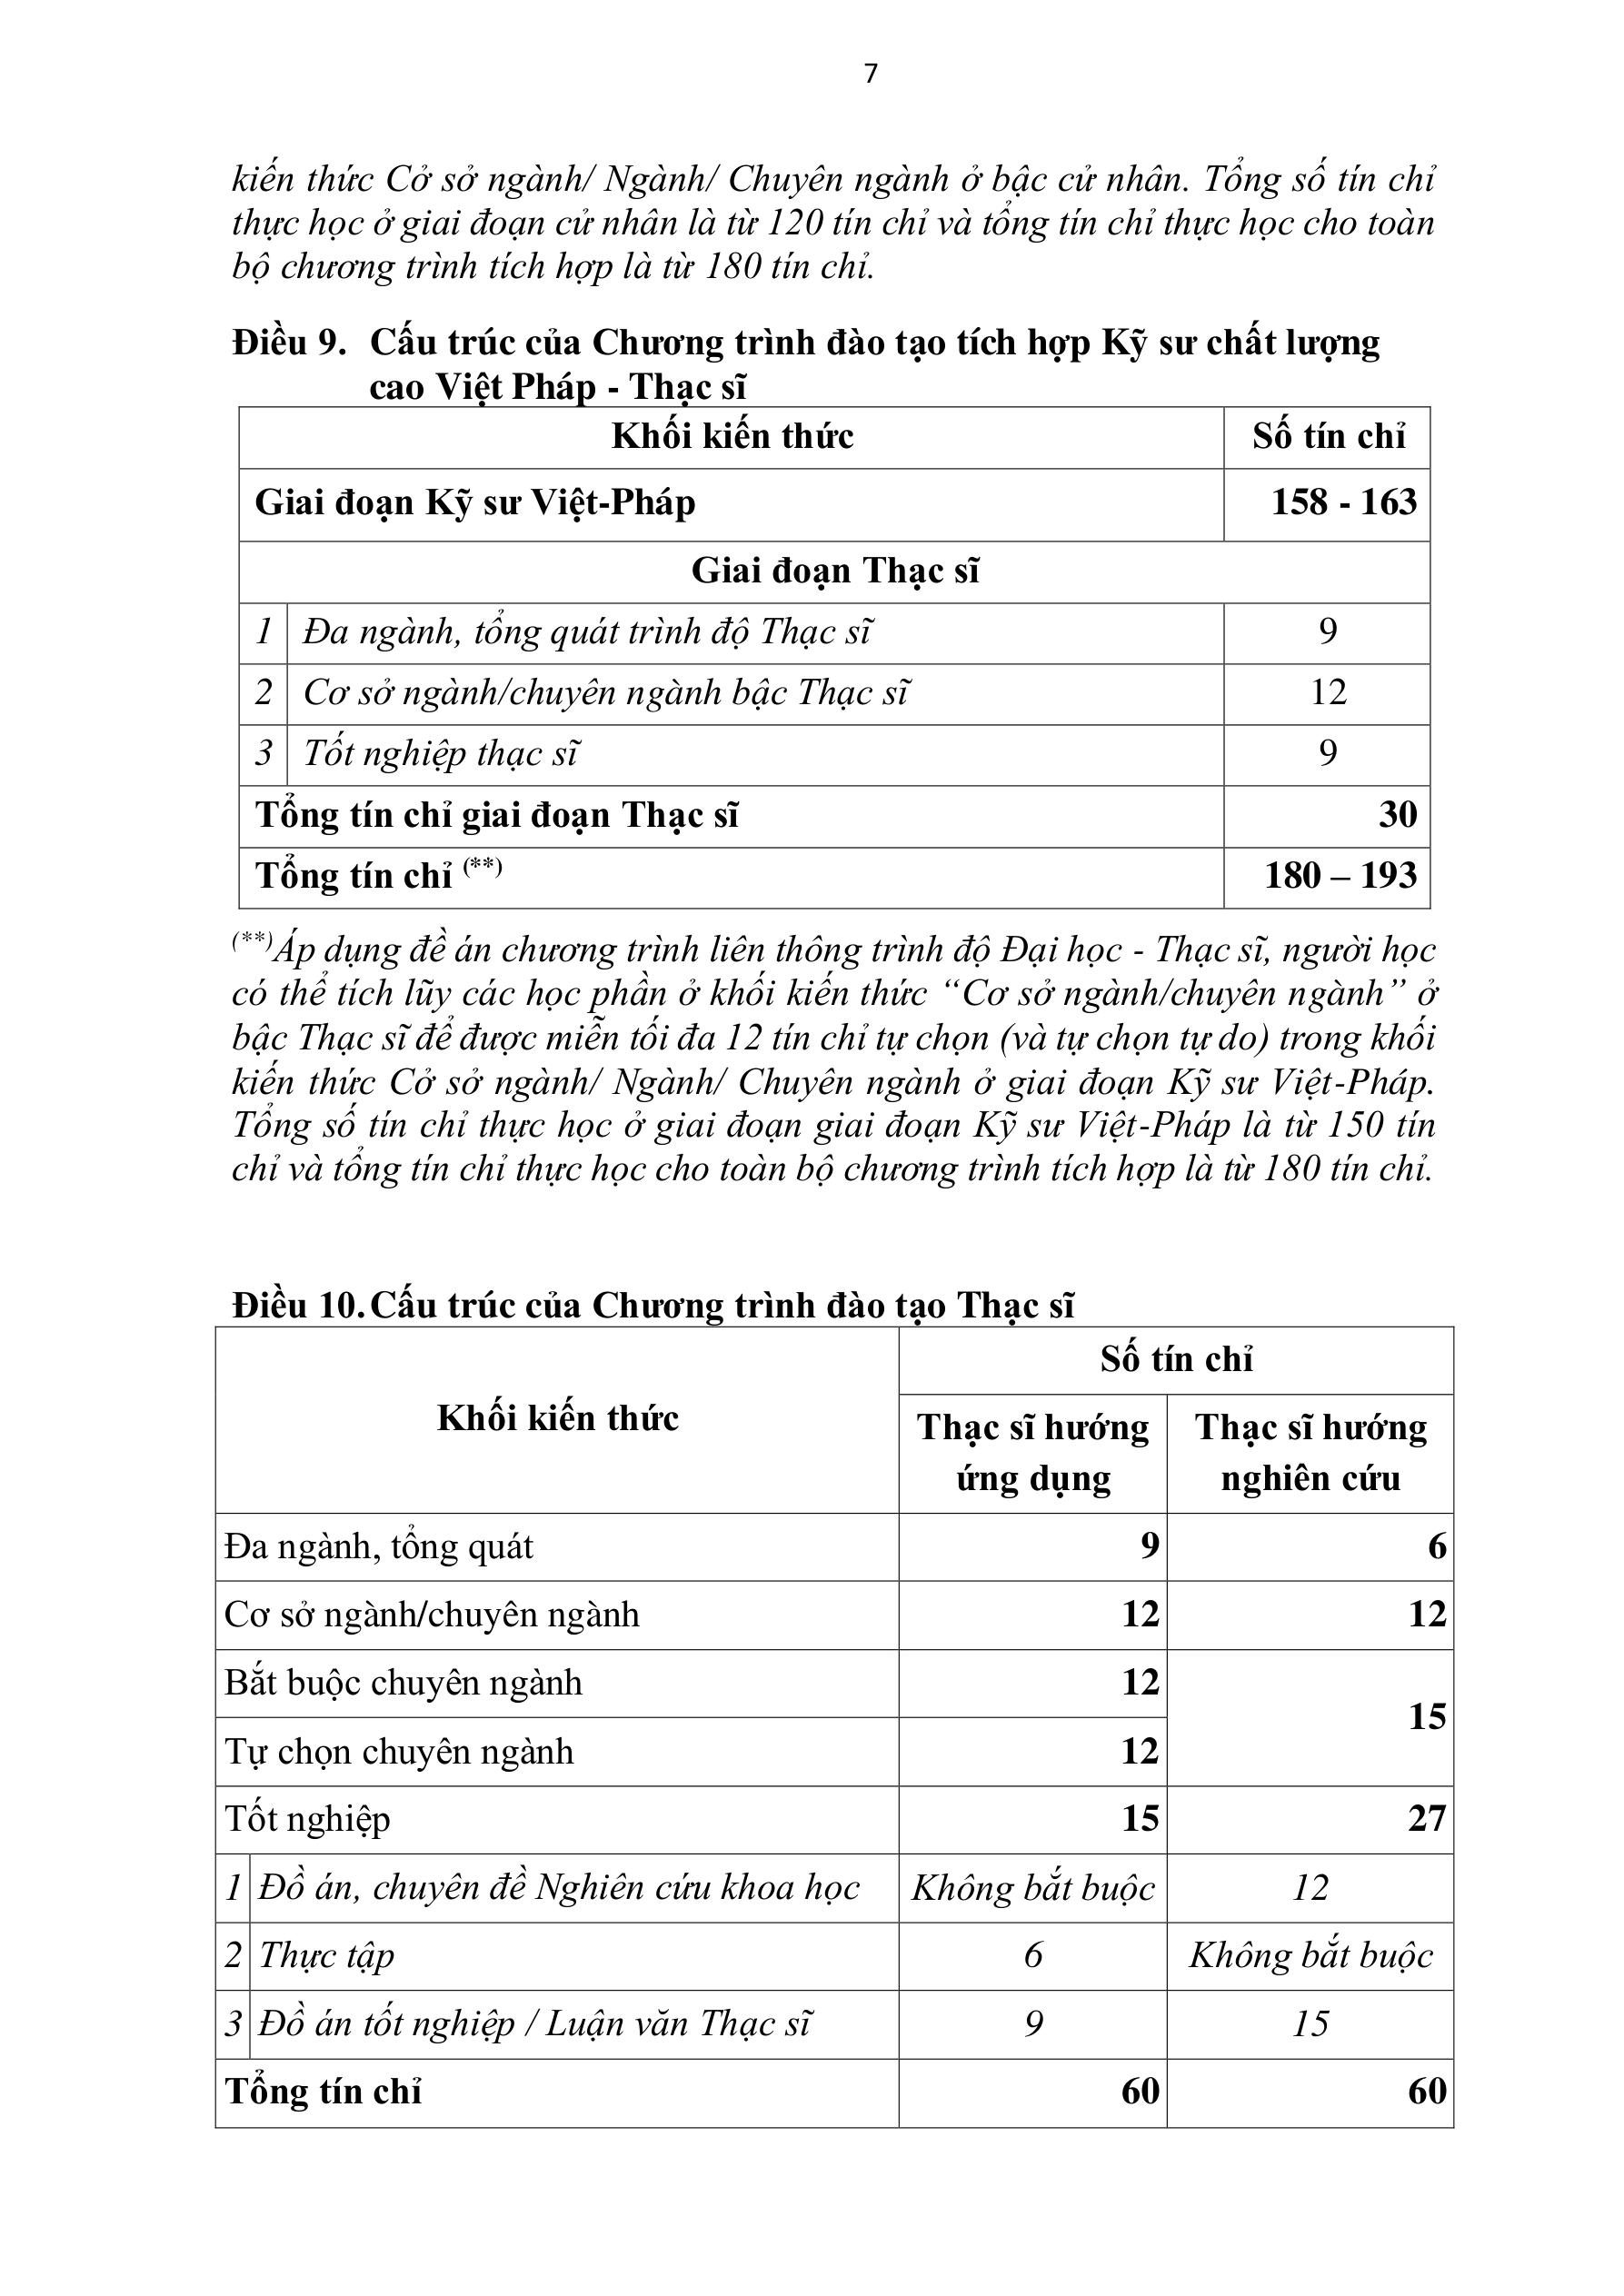 7
kiến thức Cở sở ngành/ Ngành/ Chuyên ngành ở bậc cử nhân. Tổng số tín chỉ
thực học ở giai đoạn cử nhân là từ 120 tín chỉ và tổng tín chỉ thực học cho toàn
bộ chương trình tích hợp là từ 180 tín chỉ.
Điều 9. Cấu trúc của Chương trình đào tạo tích hợp Kỹ sư chất lượng
cao Việt Pháp - Thạc sĩ
Khối kiến thức Số tín chỉ
Giai đoạn Kỹ sư Việt-Pháp 158 - 163
Giai đoạn Thạc sĩ
1 Đa ngành, tổng quát trình độ Thạc sĩ 9
2 Cơ sở ngành/chuyên ngành bậc Thạc sĩ 12
3 Tốt nghiệp thạc sĩ 9
Tổng tín chỉ giai đoạn Thạc sĩ 30
Tổng tín chỉ (**) 180 – 193
(**)Áp dụng đề án chương trình liên thông trình độ Đại học - Thạc sĩ, người học
có thể tích lũy các học phần ở khối kiến thức “Cơ sở ngành/chuyên ngành” ở
bậc Thạc sĩ để được miễn tối đa 12 tín chỉ tự chọn (và tự chọn tự do) trong khối
kiến thức Cở sở ngành/ Ngành/ Chuyên ngành ở giai đoạn Kỹ sư Việt-Pháp.
Tổng số tín chỉ thực học ở giai đoạn giai đoạn Kỹ sư Việt-Pháp là từ 150 tín
chỉ và tổng tín chỉ thực học cho toàn bộ chương trình tích hợp là từ 180 tín chỉ.
Điều 10. Cấu trúc của Chương trình đào tạo Thạc sĩ
Số tín chỉ
Khối kiến thức
Thạc sĩ hướng Thạc sĩ hướng
ứng dụng nghiên cứu
Đa ngành, tổng quát 9 6
Cơ sở ngành/chuyên ngành 12 12
Bắt buộc chuyên ngành 12
15
Tự chọn chuyên ngành 12
Tốt nghiệp 15 27
1 Đồ án, chuyên đề Nghiên cứu khoa học Không bắt buộc 12
2 Thực tập 6 Không bắt buộc
3 Đồ án tốt nghiệp / Luận văn Thạc sĩ 9 15
Tổng tín chỉ 60 60